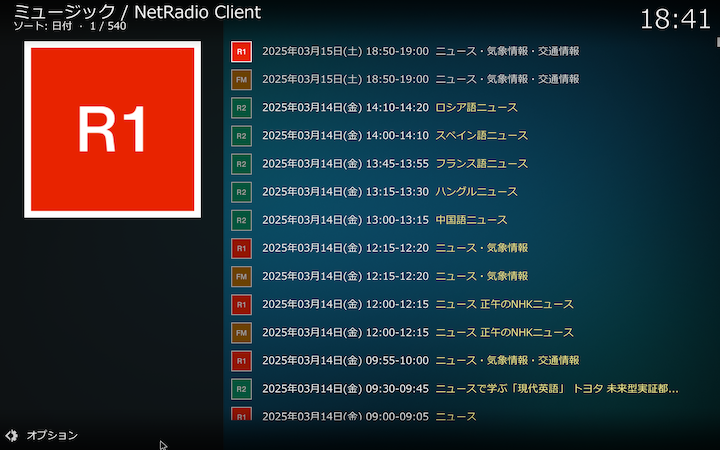 ミュージック / NetRadio Client
ソート: 日付 · 1 / 540
18:41
R1
R1 2025年03月15日(土) 18:50-19:00 ニュース・気象情報・交通情報
FM 2025年03月15日(土) 18:50-19:00 ニュース・気象情報・交通情報
R2 2025年03月14日(金) 14:10-14:20 ロシア語ニュース
R2 2025年03月14日(金) 14:00-14:10 スペイン語ニュース
R2 2025年03月14日(金) 13:45-13:55 フランス語ニュース
R2 2025年03月14日(金) 13:15-13:30 ハングルニュース
R2 2025年03月14日(金) 13:00-13:15 中国語ニュース
R1 2025年03月14日(金) 12:15-12:20 ニュース・気象情報
FM 2025年03月14日(金) 12:15-12:20 ニュース・気象情報
R1 2025年03月14日(金) 12:00-12:15 ニュース 正午のNHKニュース
FM 2025年03月14日(金) 12:00-12:15 ニュース 正午のNHKニュース
R1 2025年03月14日(金) 09:55-10:00 ニュース・気象情報・交通情報
R2 2025年03月14日(金) 09:30-09:45 ニュースで学ぶ「現代英語」 トヨタ 未来型実証都...
R1 2025年03月14日(金) 09:00-09:05 ニュース
オプション